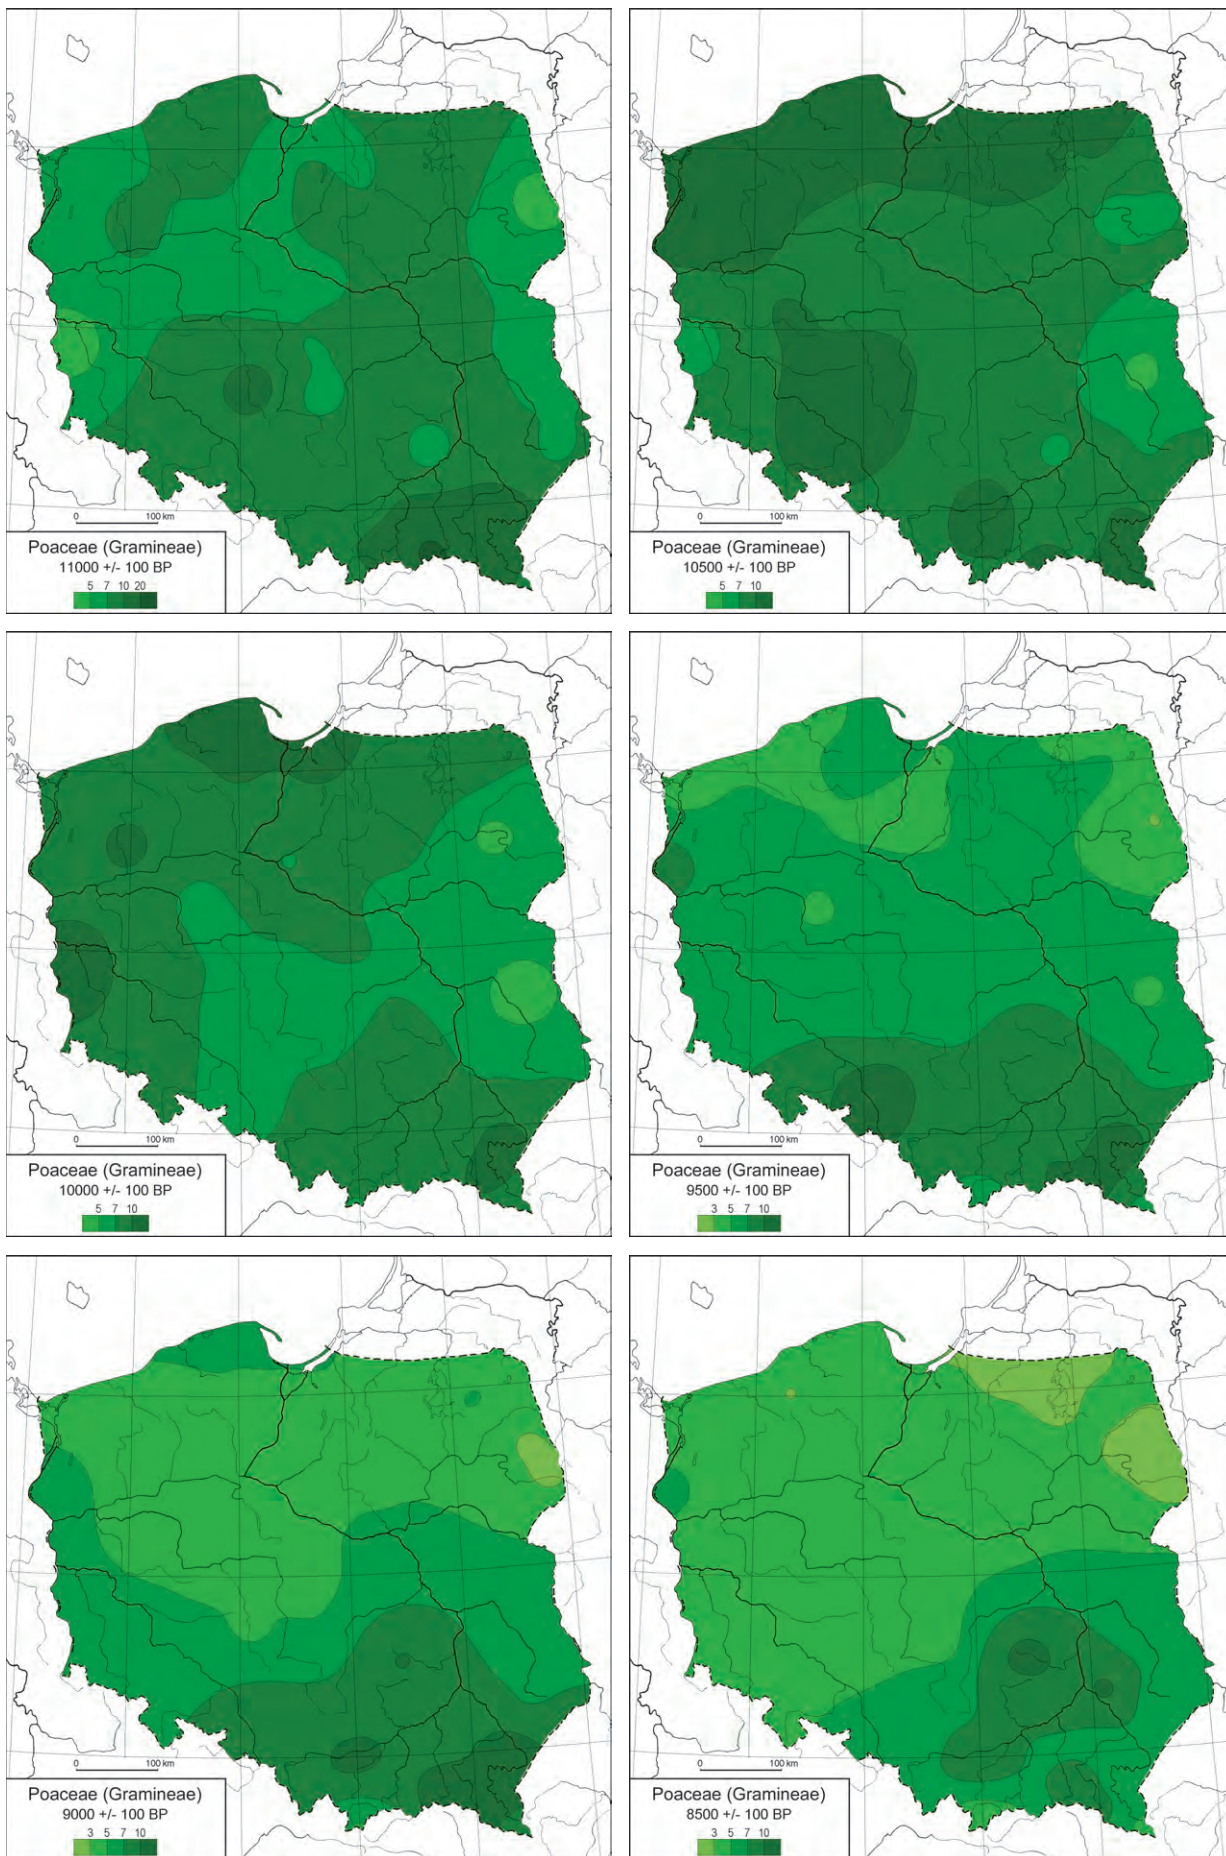 0 100 km
Poaceae (Gramineae)
11000 +/- 100 BP
5 7 10 20
0 100 km
Poaceae (Gramineae)
10500 +/- 100 BP
5 7 10
0 100 km
Poaceae (Gramineae)
10000 +/- 100 BP
5 7 10
0 100 km
Poaceae (Gramineae)
9500 +/- 100 BP
3 5 7 10
0 100 km
Poaceae (Gramineae)
9000 +/- 100 BP
3 5 7 10
0 100 km
Poaceae (Gramineae)
8500 +/- 100 BP
3 5 7 10